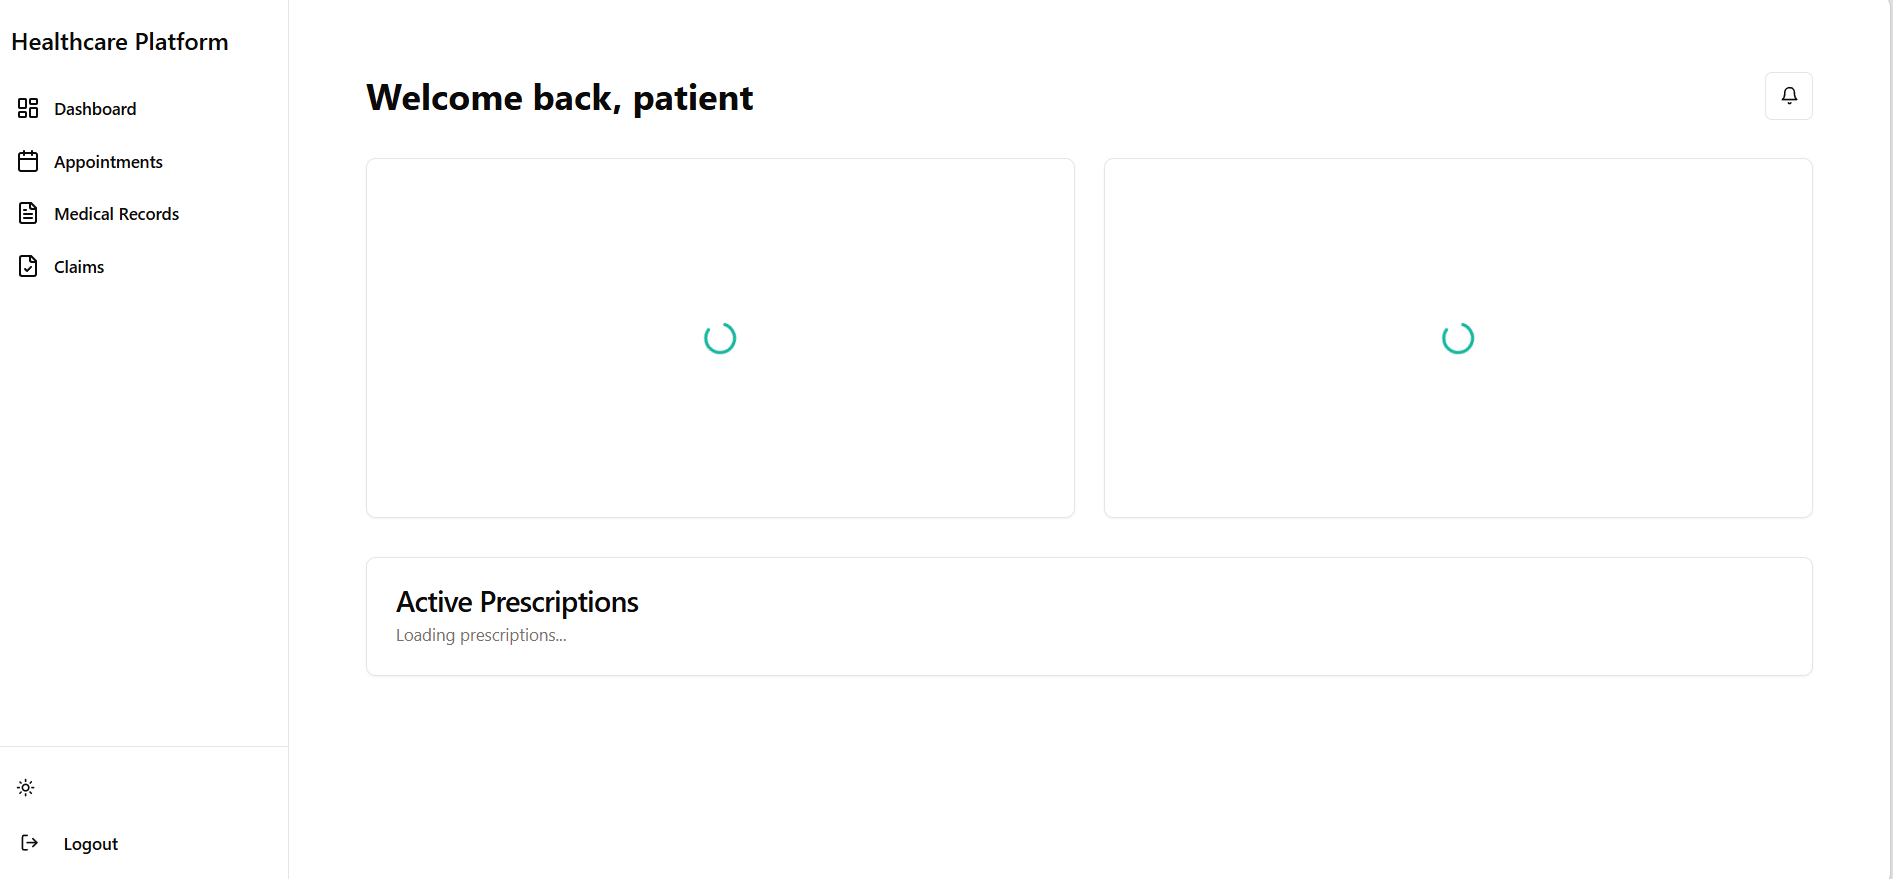 Healthcare Platform
Dashboard
Appointments
Medical Records
Claims
Logout
Welcome back, patient
Active Prescriptions
Loading prescriptions...